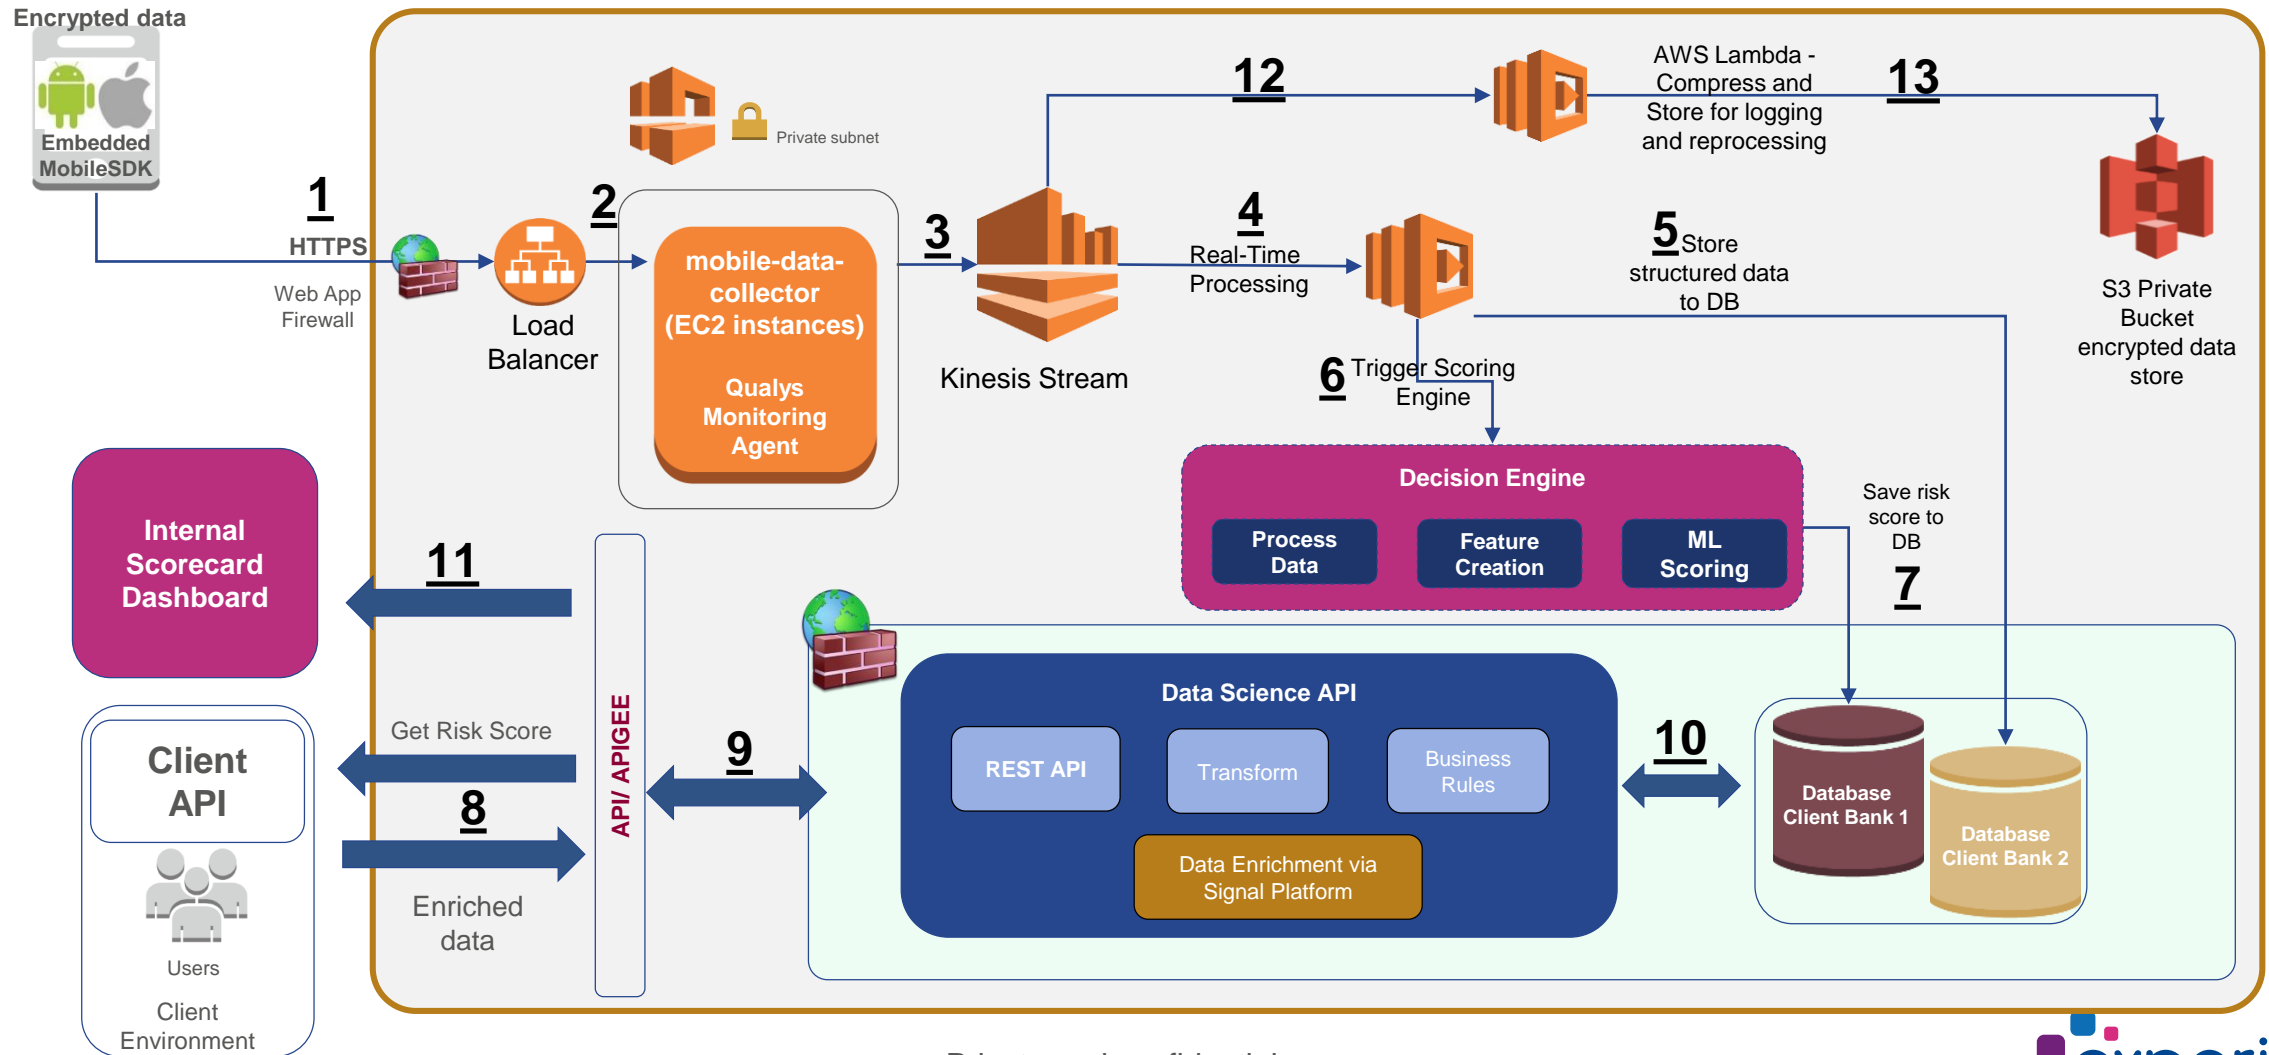 Encrypted data
Embedded
MobileSDK
1
HTTPS
Web App
Firewall
Load
Balancer
2
Private subnet
mobile-data-
collector
(EC2 instances)
Qualys
Monitoring
Agent
3
Kinesis Stream
12
AWS Lambda -
Compress and
Store for logging
and reprocessing
13
S3 Private
Bucket
encrypted data
store
4
Real-Time
Processing
5 Store
structured data
to DB
6 Trigger Scoring
Engine
Decision Engine
Process
Data
Feature
Creation
ML
Scoring
Save risk
score to
DB
7
Internal
Scorecard
Dashboard
11
Client
API
Users
Client
Environment
Get Risk Score
8
Enriched
data
API/ APIGEE
9
Data Science API
REST API
Transform
Business
Rules
Data Enrichment via
Signal Platform
10
Database
Client Bank 1
Database
Client Bank 2